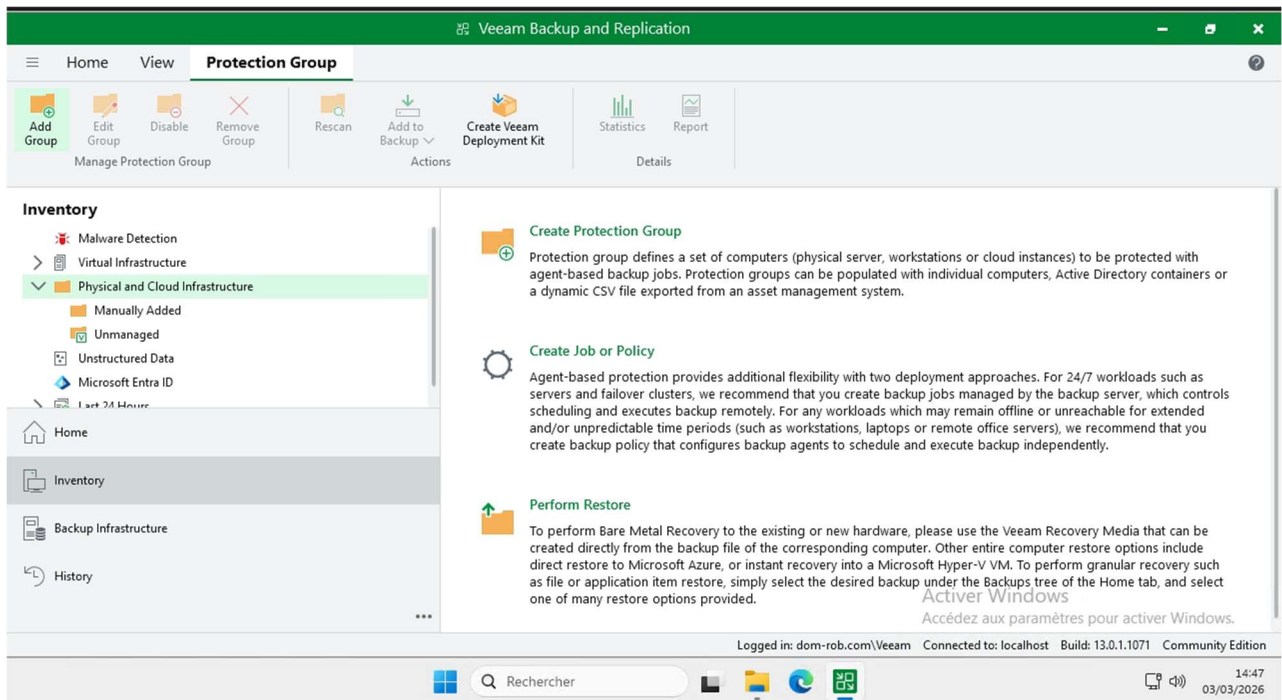 Veeam Backup and Replication
Home View Protection Group
Add Group
Edit Group
Disable
Remove Group
Manage Protection Group
Rescan
Add to Backup
Create Veeam Deployment Kit
Actions
Statistics
Report
Details
Inventory
Malware Detection
Virtual Infrastructure
Physical and Cloud Infrastructure
Manually Added
Unmanaged
Unstructured Data
Microsoft Entra ID
Last 24 Hours
Home
Inventory
Backup Infrastructure
History
Create Protection Group
Protection group defines a set of computers (physical server, workstations or cloud instances) to be protected with
agent-based backup jobs. Protection groups can be populated with individual computers, Active Directory containers or
a dynamic CSV file exported from an asset management system.
Create Job or Policy
Agent-based protection provides additional flexibility with two deployment approaches. For 24/7 workloads such as
servers and failover clusters, we recommend that you create backup jobs managed by the backup server, which controls
scheduling and executes backup remotely. For any workloads which may remain offline or unreachable for extended
and/or unpredictable time periods (such as workstations, laptops or remote office servers), we recommend that you
create backup policy that configures backup agents to schedule and execute backup independently.
Perform Restore
To perform Bare Metal Recovery to the existing or new hardware, please use the Veeam Recovery Media that can be
created directly from the backup file of the corresponding computer. Other entire computer restore options include
direct restore to Microsoft Azure, or instant recovery into a Microsoft Hyper-V VM. To perform granular recovery such
as file or application item restore, simply select the desired backup under the Backups tree of the Home tab, and select
one of many restore options provided.
Activer Windows
Accédez aux paramètres pour activer Windows.
Logged in: dom-rob.com\Veeam Connected to: localhost Build: 13.0.1.1071 Community Edition
Rechercher
14:47
03/03/2026